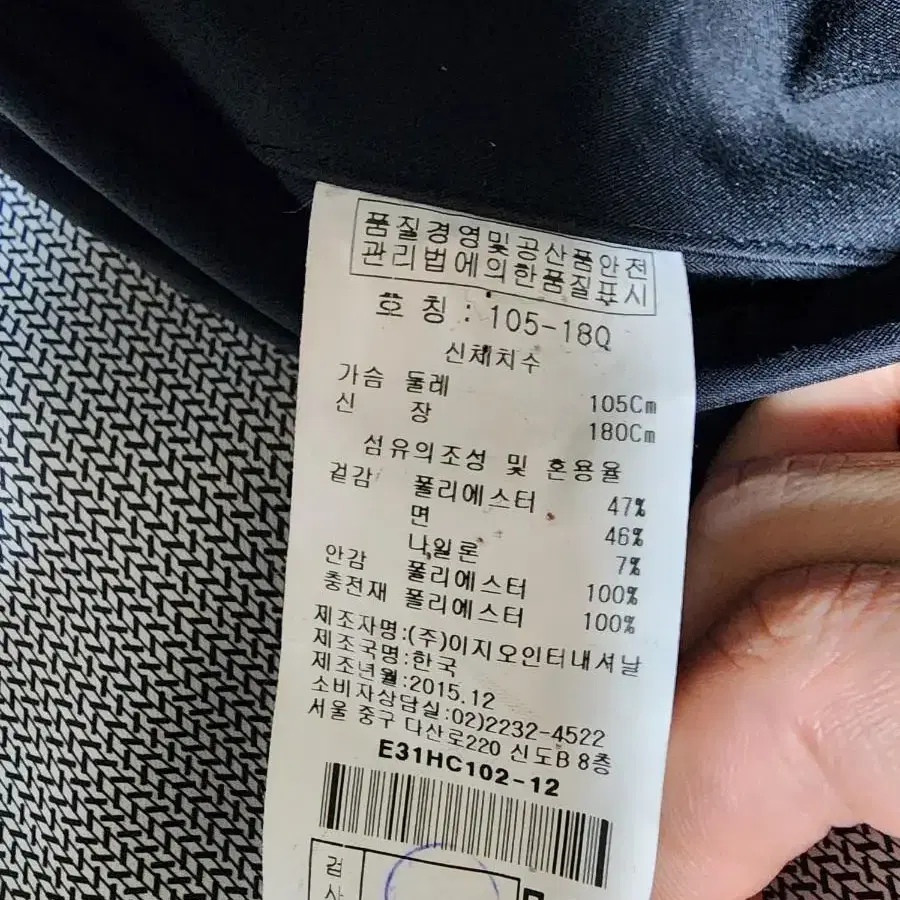 품질경영및공산품안전
관리법에의한품질표시
호 칭 : 105-18Q
신체치수
가슴 둘레 105Cm
신 장 180Cm
섬유의조성 및 혼용율
겉감 폴리에스터 47%
면 46%
나일론 7%
안감 폴리에스터 100%
충전재 폴리에스터 100%
제조자명:(주)이지오인터내셔날
제조국명:한국
제조년월:2015.12
소비자상담실:02)2232-4522
서울 중구 다산로220 신도B 8층
E31HC102-12
검
사